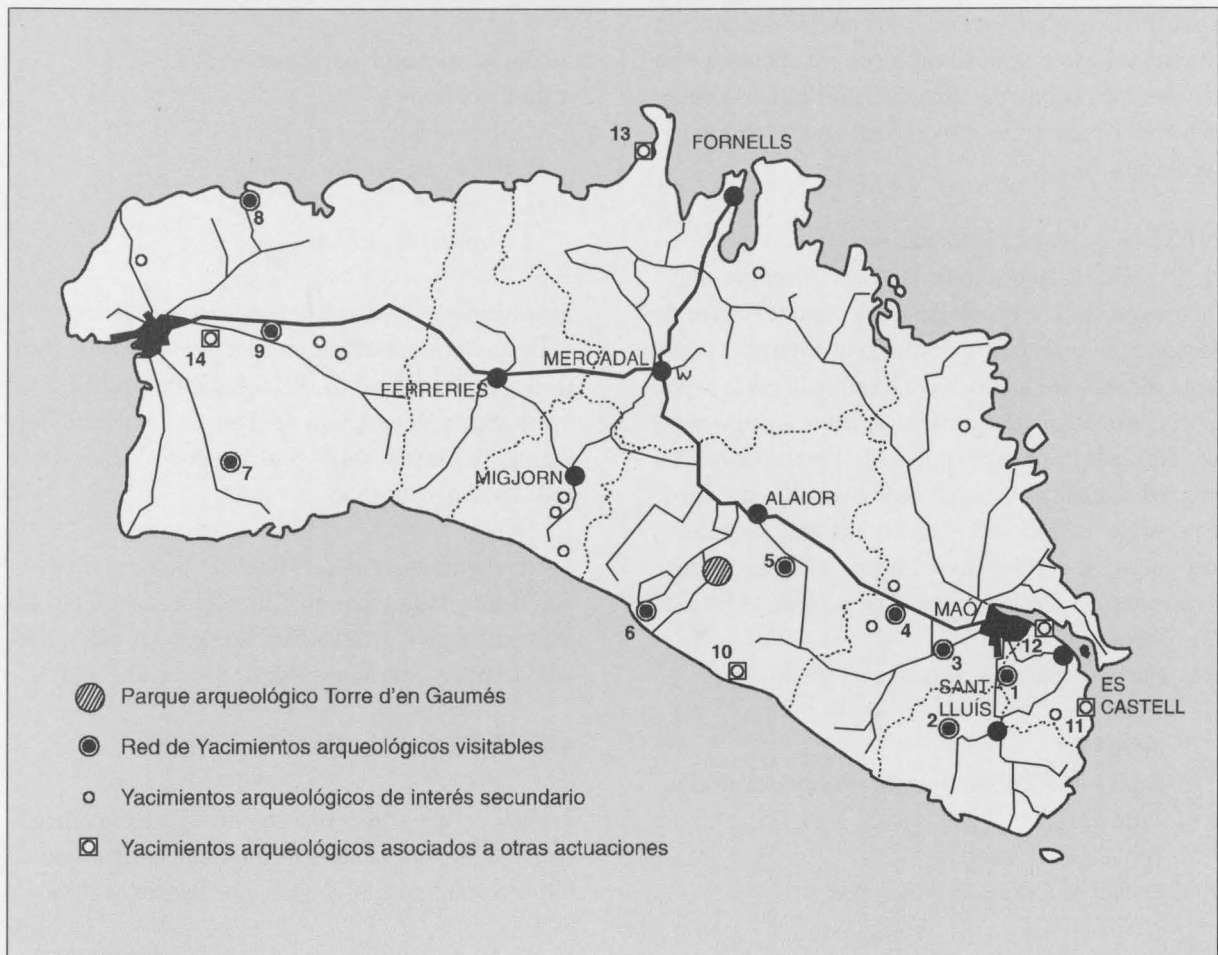 13
FORNELLS
8
14
9
MERCADAL
FERRERIES
7
MIGJORN
ALAIOR
5
6
4
MAÓ
12
3
10
1
SANT
LLUÍS
ES
CASTELL
2
11
Parque arqueológico Torre d'en Gaumés
Red de Yacimientos arqueológicos visitables
Yacimientos arqueológicos de interés secundario
Yacimientos arqueológicos asociados a otras actuaciones